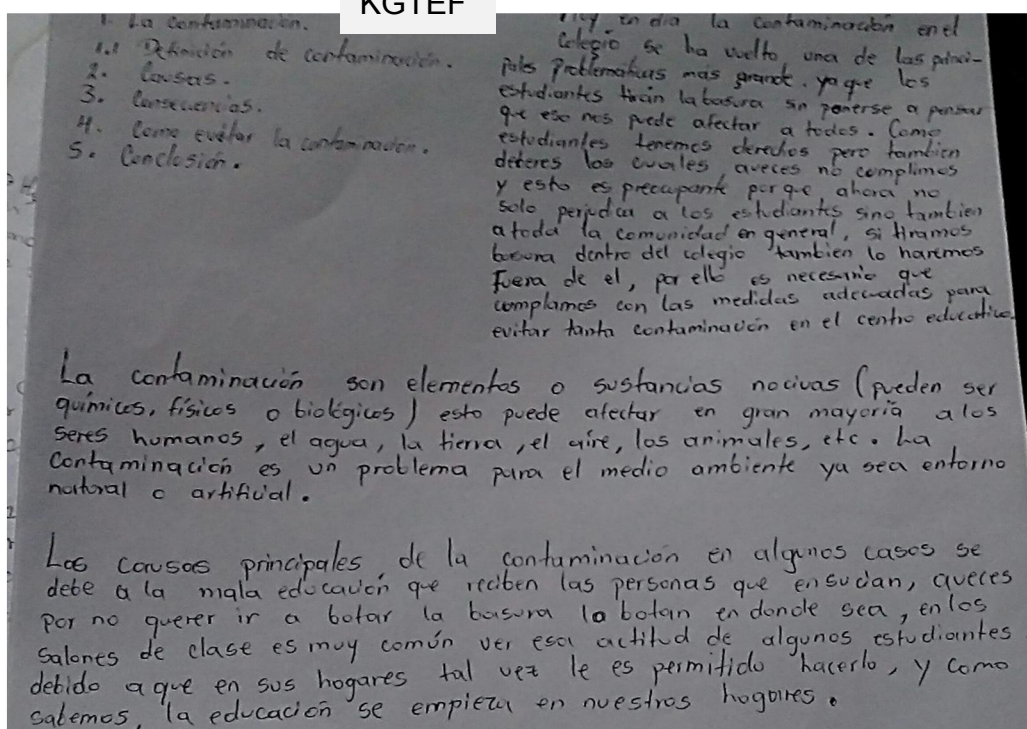 KGTEF
1. La contaminación.
1.1 Definición de contaminación.
2. Causas.
3. Consecuencias.
4. Como evitar la contaminación.
5. Conclusión.
Hoy en dia la contaminación en el
Colegio se ha vuelto una de las princi-
pales Problematicas más grande. ya que los
estudiantes tiran la basura sin ponerse a pensar
que eso nos puede afectar a todos. Como
estudiantes tenemos derechos pero tambien
deberes los cuales aveces no cumplimos
y esto es preocupante porque ahora no
solo perjudica a los estudiantes sino tambien
a toda la comunidad en general, si tiramos
basura dentro del colegio tambien lo haremos
Fuera de el, por ello es necesario que
cumplamos con las medidas adecuadas para
evitar tanta contaminación en el centro educativo.
La contaminación son elementos o sustancias nocivas (pueden ser
químicos, físicos o biológicos) esto puede afectar en gran mayoría a los
seres humanos, el agua, la tierra, el aire, los animales, etc. La
Contaminación es un problema para el medio ambiente ya sea entorno
natural o artificial.
Las causas principales de la contaminación en algunos casos se
debe a la mala educación que reciben las personas que ensucian, aveces
por no querer ir a botar la basura la botan en donde sea, en los
salones de clase es muy común ver esa actitud de algunos estudiantes
debido a que en sus hogares tal vez le es permitido hacerlo, y como
sabemos, la educación se empieza en nuestros hogares.